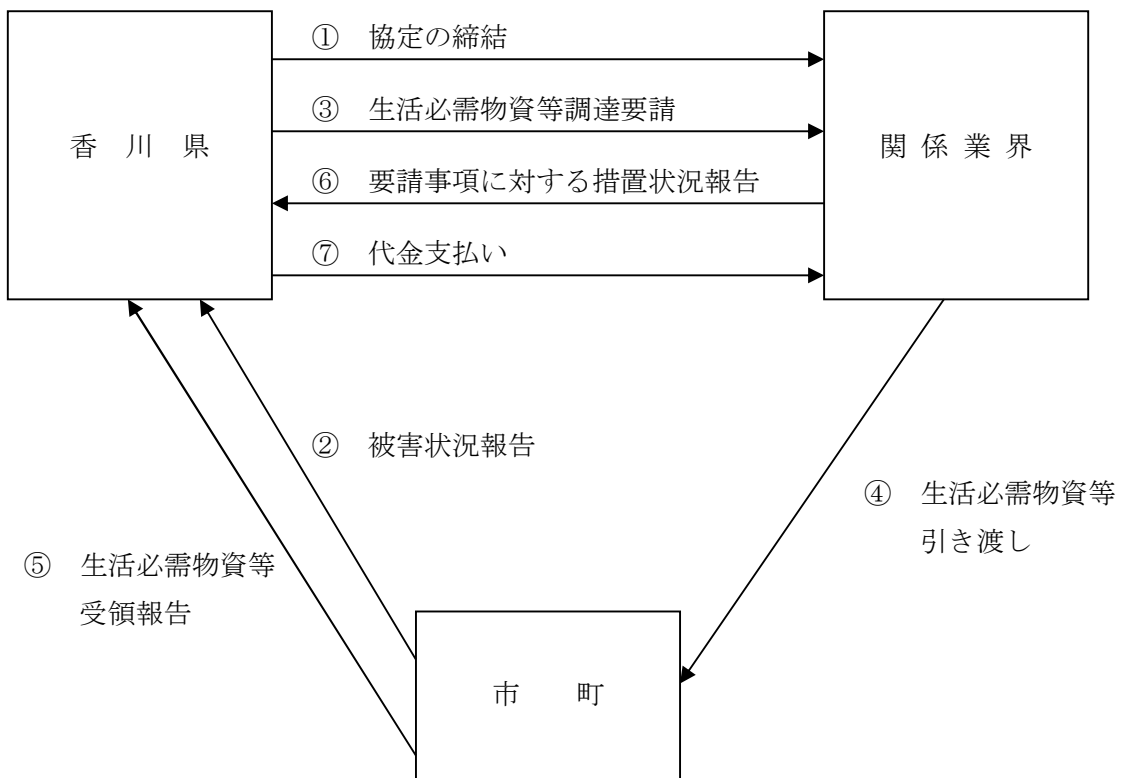 ① 協定の締結
③ 生活必需物資等調達要請
香 川 県
関 係 業 界
⑥ 要請事項に対する措置状況報告
⑦ 代金支払い
② 被害状況報告
④ 生活必需物資等
引き渡し
⑤ 生活必需物資等
受領報告
市 町